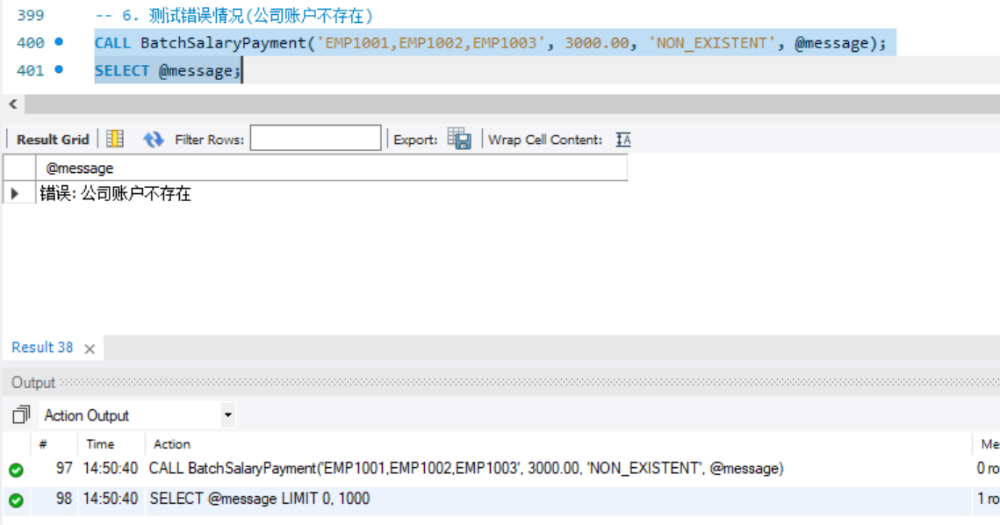 399 -- 6. 测试错误情况(公司账户不存在)
400 CALL BatchSalaryPayment('EMP1001,EMP1002,EMP1003', 3000.00, 'NON_EXISTENT', @message);
401 SELECT @message;
Result Grid Filter Rows: Export: Wrap Cell Content: IA
@message
错误: 公司账户不存在
Result 38
Output
Action Output
# Time Action Me
97 14:50:40 CALL BatchSalaryPayment('EMP1001,EMP1002,EMP1003', 3000.00, 'NON_EXISTENT', @message) 0 ro
98 14:50:40 SELECT @message LIMIT 0, 1000 1 ro